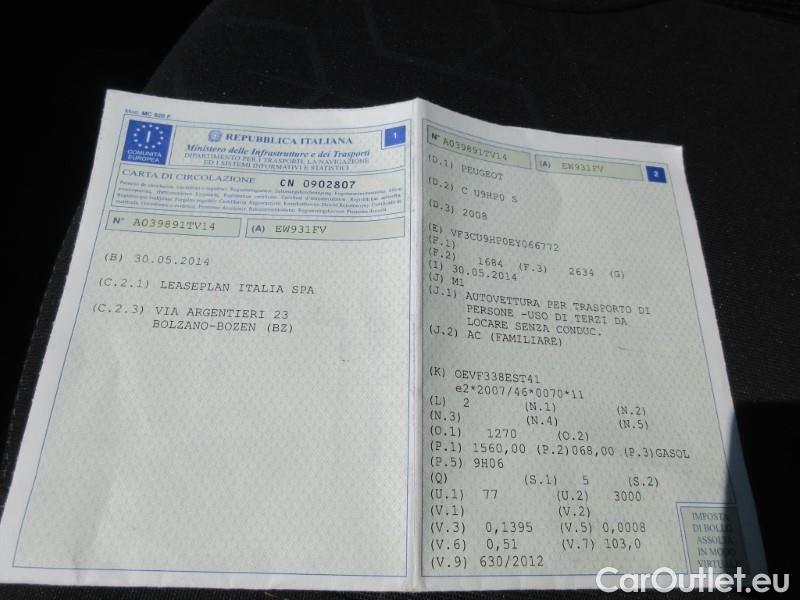 Mod. MC 820 F
REPUBBLICA ITALIANA
1
Ministero delle Infrastrutture e dei Trasporti
DIPARTIMENTO PER I TRASPORTI, LA NAVIGAZIONE
ED I SISTEMI INFORMATIVI E STATISTICI
I
COMUNITÀ
EUROPEA
CARTA DI CIRCOLAZIONE
CN 0902807
N° A039891TV14 (A) EW931FV
(B) 30.05.2014
(C.2.1) LEASEPLAN ITALIA SPA
(C.2.3) VIA ARGENTIERI 23
BOLZANO-BOZEN (BZ)
N° A039891TV14 (A) EW931FV 2
(D.1) PEUGEOT
(D.2) C U9HP0 S
(D.3) 2008
(E) VF3CU9HP0EY066772
(F.1)
(F.2) 1684 (F.3) 2634 (G)
(I) 30.05.2014
(J) M1
(J.1) AUTOVETTURA PER TRASPORTO DI
PERSONE -USO DI TERZI DA
LOCARE SENZA CONDUC.
(J.2) AC (FAMILIARE)
(K) OEVF338EST41
e2*2007/46*0070*11
(L) 2 (N.1) (N.2)
(N.3) (N.4) (N.5)
(O.1) 1270 (O.2)
(P.1) 1560,00 (P.2)068,00 (P.3)GASOL
(P.5) 9H06
(Q) (S.1) 5 (S.2)
(U.1) 77 (U.2) 3000
(V.1) (V.2)
(V.3) 0,1395 (V.5) 0,0008
(V.6) 0,51 (V.7) 103,0
(V.9) 630/2012
IMPOSTA
DI BOLLO
ASSOLTA
IN MODO
CarOutlet.eu